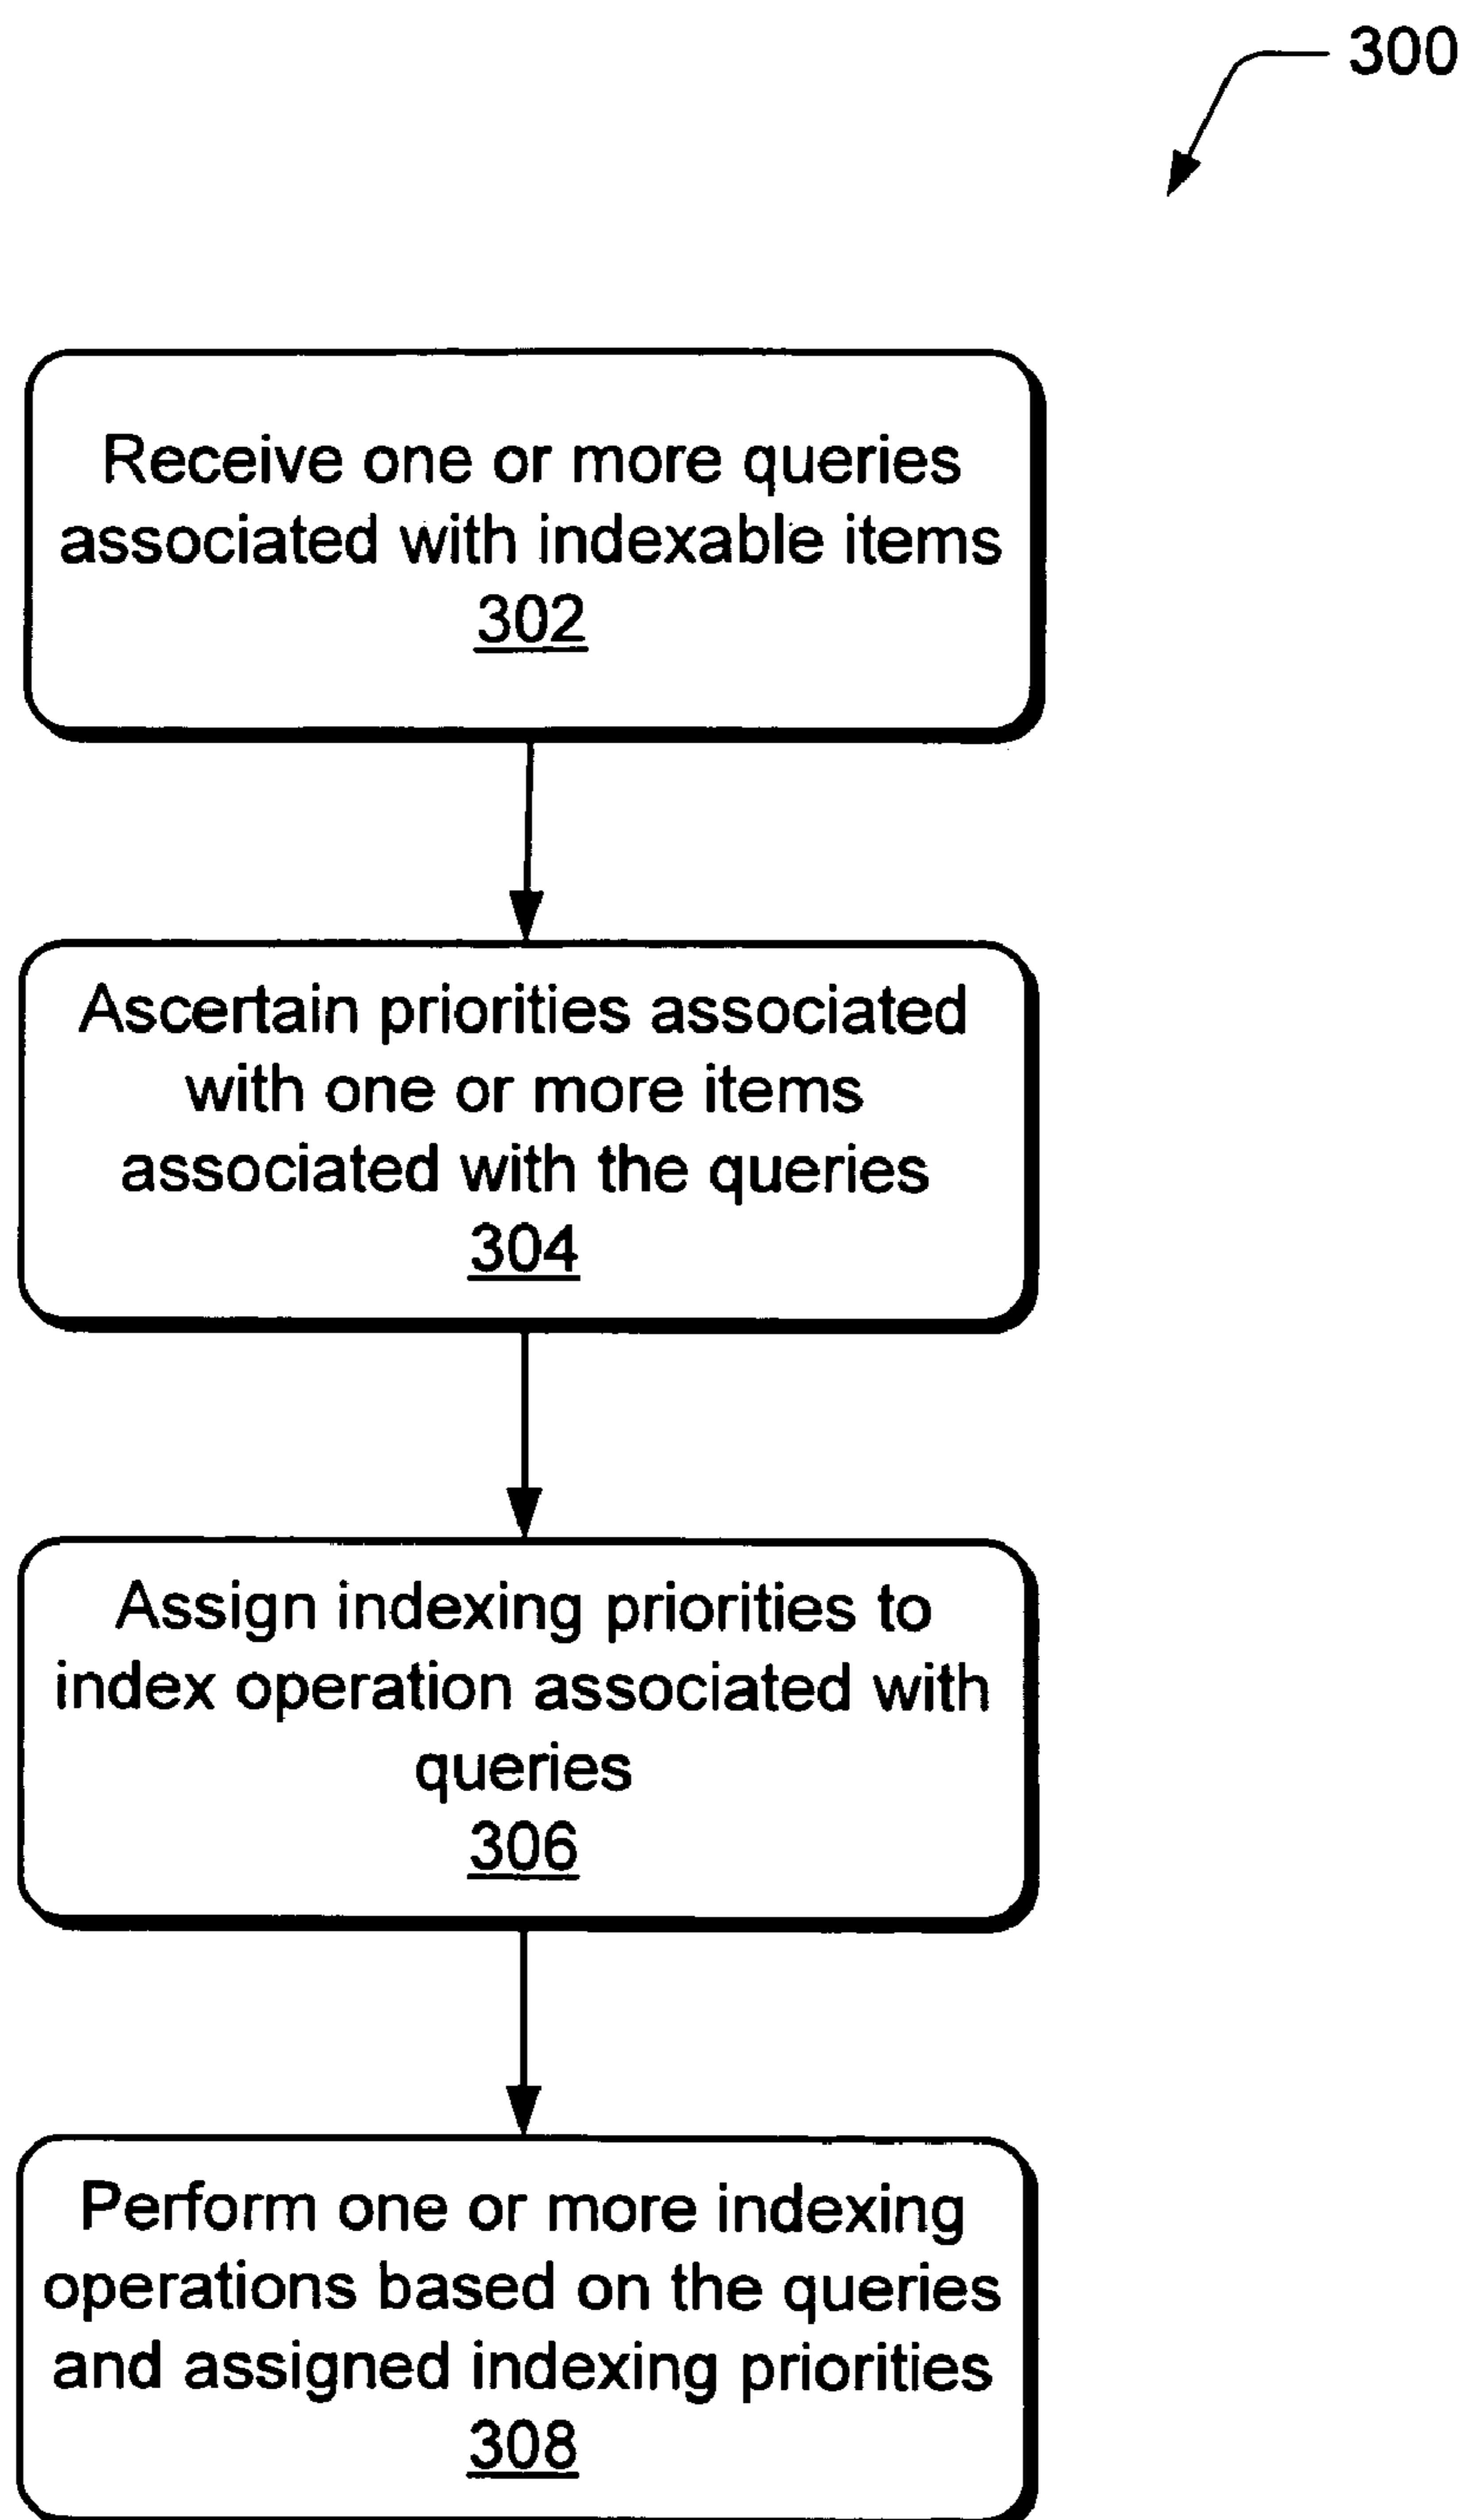 300
Receive one or more queries
associated with indexable items
302
Ascertain priorities associated
with one or more items
associated with the queries
304
Assign indexing priorities to
index operation associated with
queries
306
Perform one or more indexing
operations based on the queries
and assigned indexing priorities
308